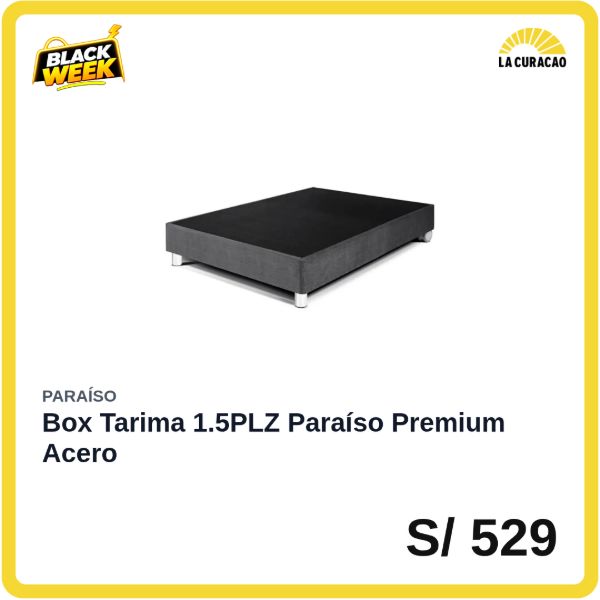 BLACK
WEEK
LA CURACAO
PARAÍSO
Box Tarima 1.5PLZ Paraíso Premium
Acero
S/ 529